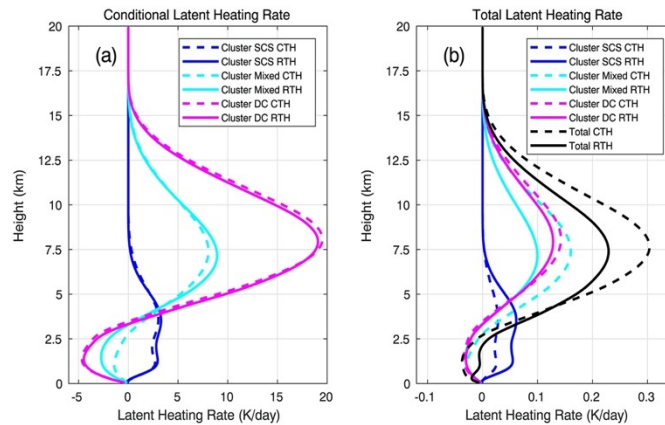 Conditional Latent Heating Rate
(a)
Cluster SCS CTH
Cluster SCS RTH
Cluster Mixed CTH
Cluster Mixed RTH
Cluster DC CTH
Cluster DC RTH
20
17.5
15
12.5
10
7.5
5
2.5
0
Height (km)
-5
0
5
10
15
20
Latent Heating Rate (K/day)
Total Latent Heating Rate
(b)
Cluster SCS CTH
Cluster SCS RTH
Cluster Mixed CTH
Cluster Mixed RTH
Cluster DC CTH
Cluster DC RTH
Total CTH
Total RTH
20
17.5
15
12.5
10
7.5
5
2.5
0
Height (km)
-0.1
0
0.1
0.2
0.3
Latent Heating Rate (K/day)